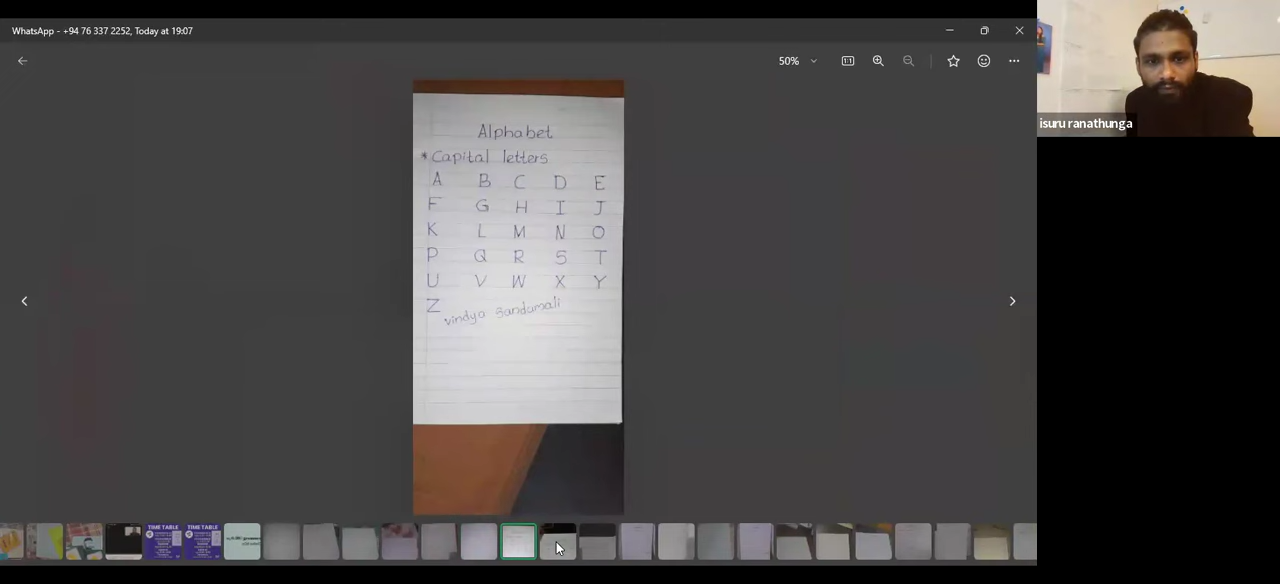 WhatsApp - +94 76 337 2252, Today at 19:07
50%
isuru ranathunga
Alphabet
* Capital letters
A B C D E
F G H I J
K L M N O
P Q R S T
U V W X Y
Z
vindya sandamali
TIME TABLE TIME TABLE